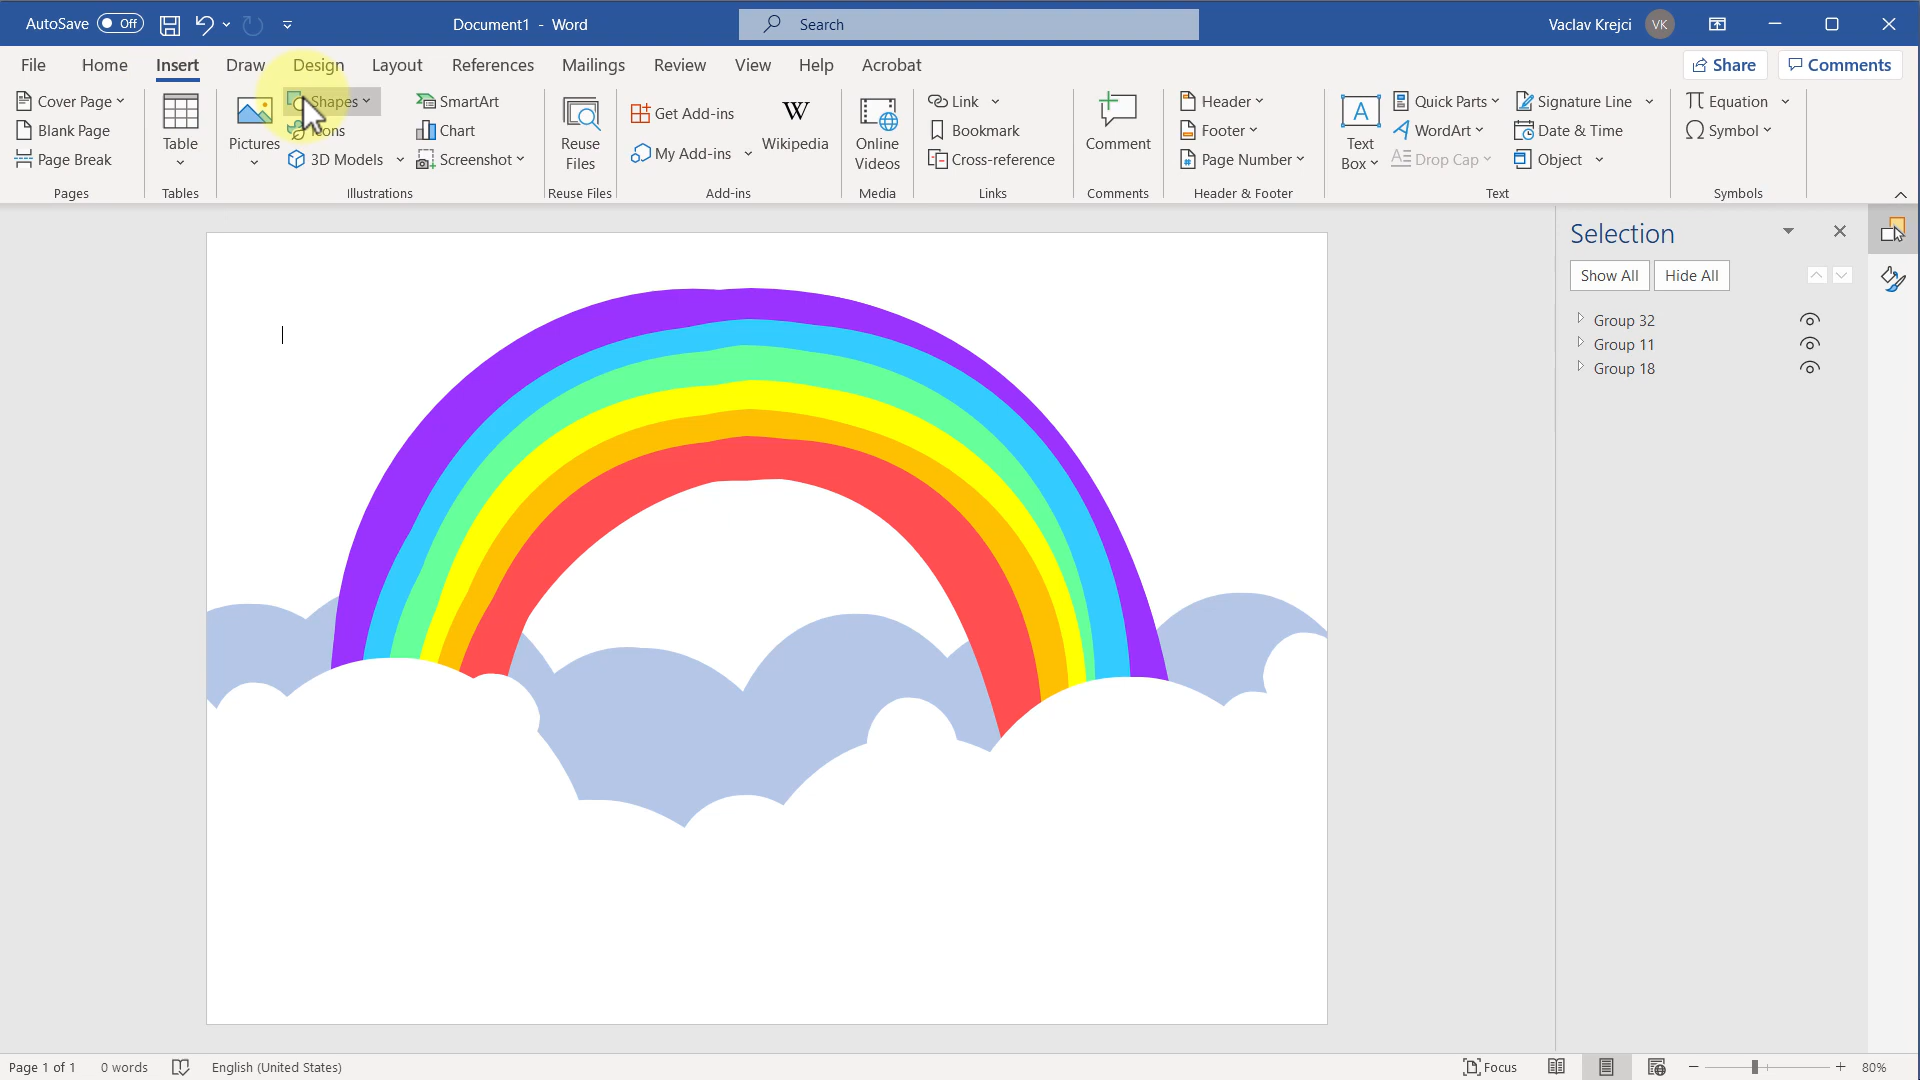 AutoSave Off
Document1 - Word
Search
Vaclav Krejci VK
File Home Insert Draw Design Layout References Mailings Review View Help Acrobat
Share Comments
Cover Page
Blank Page
Page Break
Pages
Table
Tables
Pictures
Shapes
Icons
3D Models
SmartArt
Chart
Screenshot
Illustrations
Reuse
Files
Reuse Files
Get Add-ins
My Add-ins
W
Wikipedia
Add-ins
Online
Videos
Media
Link
Bookmark
Cross-reference
Links
Comment
Comments
Header
Footer
Page Number
Header & Footer
A
Text
Box
Quick Parts
WordArt
Drop Cap
Signature Line
Date & Time
Object
Text
Equation
Symbol
Symbols
Selection
Show All Hide All
Group 32
Group 11
Group 18
Page 1 of 1 0 words English (United States) Focus 80%